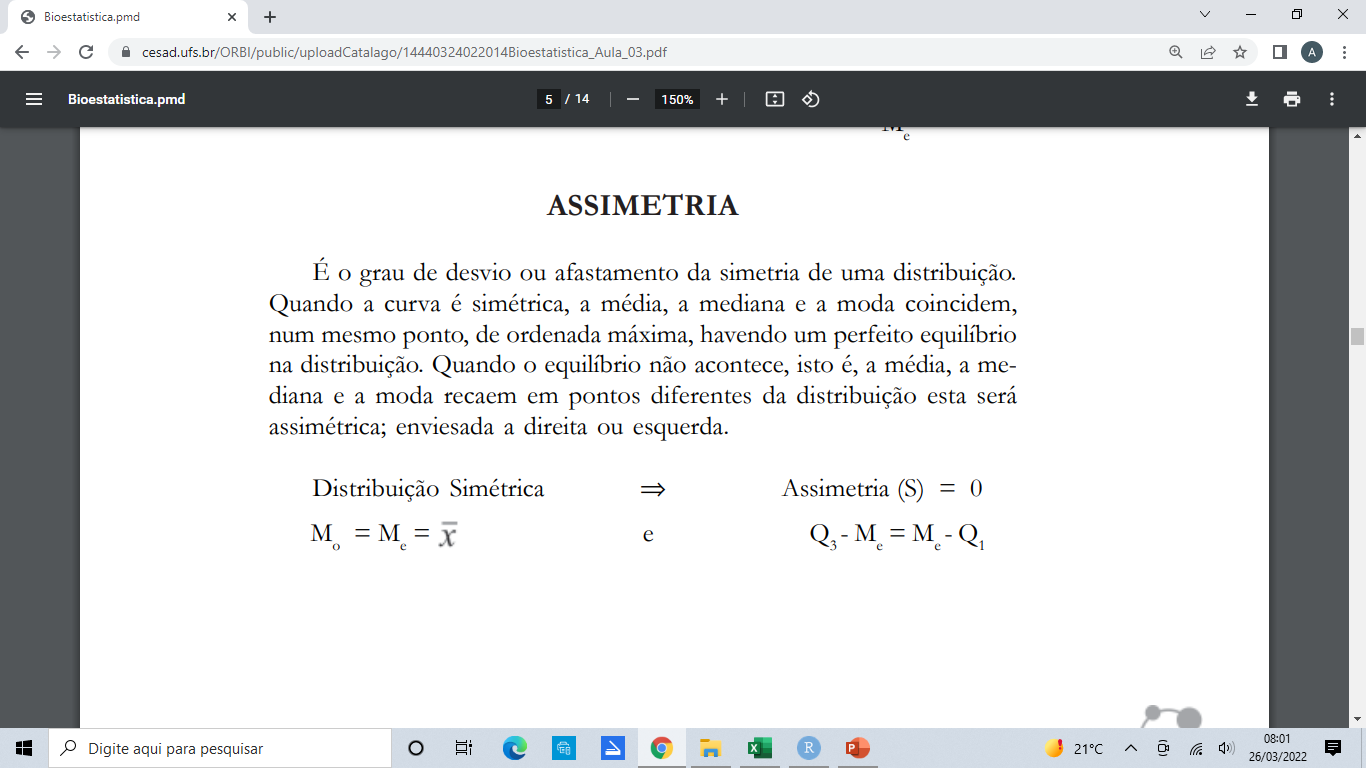 Bioestatistica.pmd
cesad.ufs.br/ORBI/public/uploadCatalago/14440324022014Bioestatistica_Aula_03.pdf
A
Bioestatistica.pmd
5 / 14
150%
Me
ASSIMETRIA
É o grau de desvio ou afastamento da simetria de uma distribuição.
Quando a curva é simétrica, a média, a mediana e a moda coincidem,
num mesmo ponto, de ordenada máxima, havendo um perfeito equilíbrio
na distribuição. Quando o equilíbrio não acontece, isto é, a média, a me-
diana e a moda recaem em pontos diferentes da distribuição esta será
assimétrica; enviesada a direita ou esquerda.
Distribuição Simétrica ⇒ Assimetria (S) = 0
Mo = Me = x̅ e Q3 - Me = Me - Q1
Digite aqui para pesquisar
R
21°C
08:01
26/03/2022